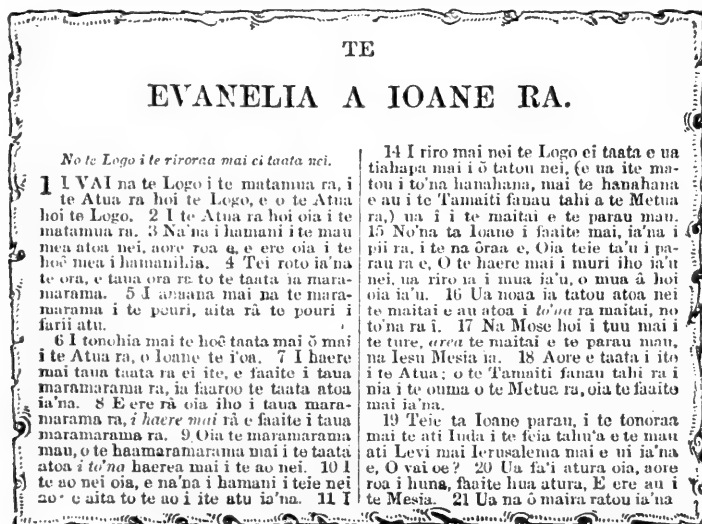 TE
EVANELIA A IOANE RA.
No te Logo i te riroraa mai ei taata nei.
1 I VAI na te Logo i te matamua ra, i
te Atua ra hoi te Logo, e o te Atua
hoi te Logo. 2 I te Atua ra hoi oia i te
matamua ra. 3 Na'na i hamani i te mau
mea atoa nei, aore roa e, e ere oia i te
hoê mea i hamanihia. 4 Tei roto ia'na
te ora, e taua ora ra to te taata ia mara-
marama. 5 I anaana mai na te mara-
marama i te pouri, aita râ te pouri i
farii atu.
6 I tonohia mai te hoê taata mai ô mai
i te Atua ra, o Ioane te i'oa. 7 I haere
mai taua taata ra ei ite, e faaite i taua
maramarama ra, ia faaroo te taata atoa
ia'na. 8 E ere râ oia iho i taua mara-
marama ra, i haere mai râ e faaite i taua
maramarama ra. 9 Oia te maramarama
mau, o te haamaramarama mai i te taata
atoa i to'na haerea mai i te ao nei. 10 I
te ao nei oia, e na'na i hamani i teie nei
ao e aita to te ao i ite atu ia'na. 11 I
14 I riro mai nei te Logo ei taata e ua
tiahapa mai i ô tatou nei, (e ua ite ma-
tou i to'na hanahana, mai te hanahana
e au i te Tamaiti fanau tahi a te Metua
ra,) ua î i te maitai e te parau mau.
15 No'na ta Ioane i faaite mai, ia'na i
pii ra, i te na ôraa e, Oia teie ta'u i pa-
rau ra e, O te haere mai i muri iho ia'u
nei, ua riro ia i mua ia'u, o mua â hoi
oia ia'u. 16 Ua noaa ia tatou atoa nei
te maitai e au atoa i to'na ra maitai, no
to'na ra î. 17 Na Mose hoi i tuu mai i
te ture, area te maitai e te parau mau,
na Iesu Mesia ia. 18 Aore e taata i ite
i te Atua; o te Tamaiti fanau tahi ra i
nia i te ouma o te Metua ra, oia te faaite
mai ia'na.
19 Teie ta Ioane parau, i te tonoraa
mai te ati Iuda i te feia tahu'a e te mau
ati Levi mai Ierusalema mai e ui ia'na
e, O vai oe? 20 Ua fa'i atura oia, aore
roa i huna, faaite hua atura, E ere au i
te Mesia. 21 Ua na ô maira ratou ia'na